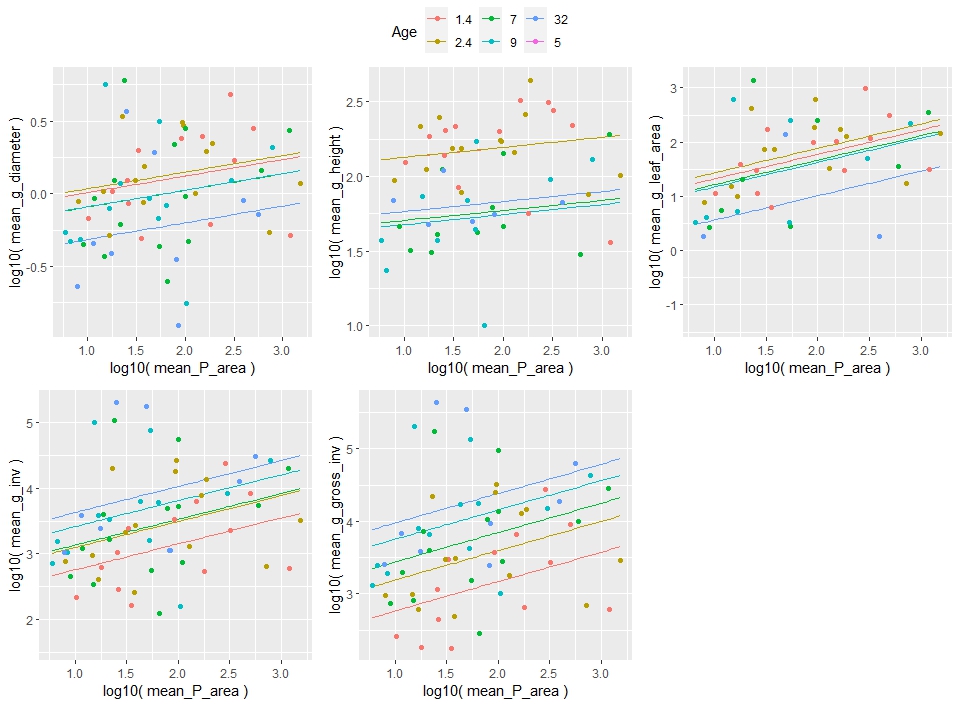 Age 1.4 7 32
2.4 9 5
log10( mean_g_diameter )
0.5
0.0
-0.5
1.0 1.5 2.0 2.5 3.0
log10( mean_P_area )
log10( mean_g_height )
2.5
2.0
1.5
1.0
1.0 1.5 2.0 2.5 3.0
log10( mean_P_area )
log10( mean_g_leaf_area )
3
2
1
0
-1
1.0 1.5 2.0 2.5 3.0
log10( mean_P_area )
log10( mean_g_inv )
5
4
3
2
1.0 1.5 2.0 2.5 3.0
log10( mean_P_area )
log10( mean_g_gross_inv )
5
4
3
1.0 1.5 2.0 2.5 3.0
log10( mean_P_area )